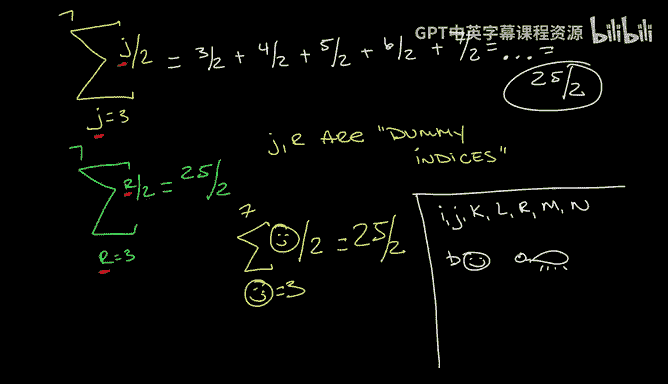 GPT中英字幕课程资源 bilibili
7
∑ j/2 = 3/2 + 4/2 + 5/2 + 6/2 + 7/2 = ... =
j=3
25/2
j, R ARE "DUMMY
INDICES"
7
∑ R/2 = 25/2
R=3
7
∑ ☺/2 = 25/2
☺=3
i, j, K, L, R, M, N